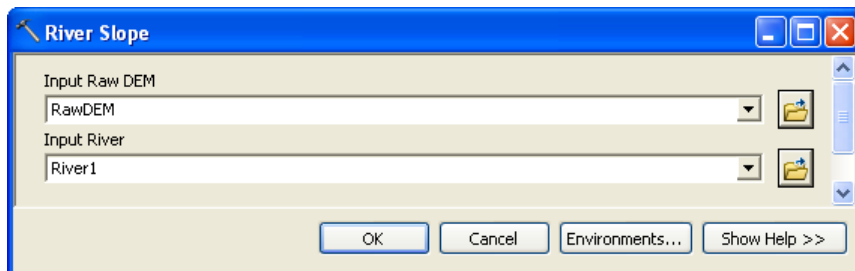 River Slope
Input Raw DEM
RawDEM
Input River
River1
OK Cancel Environments... Show Help >>